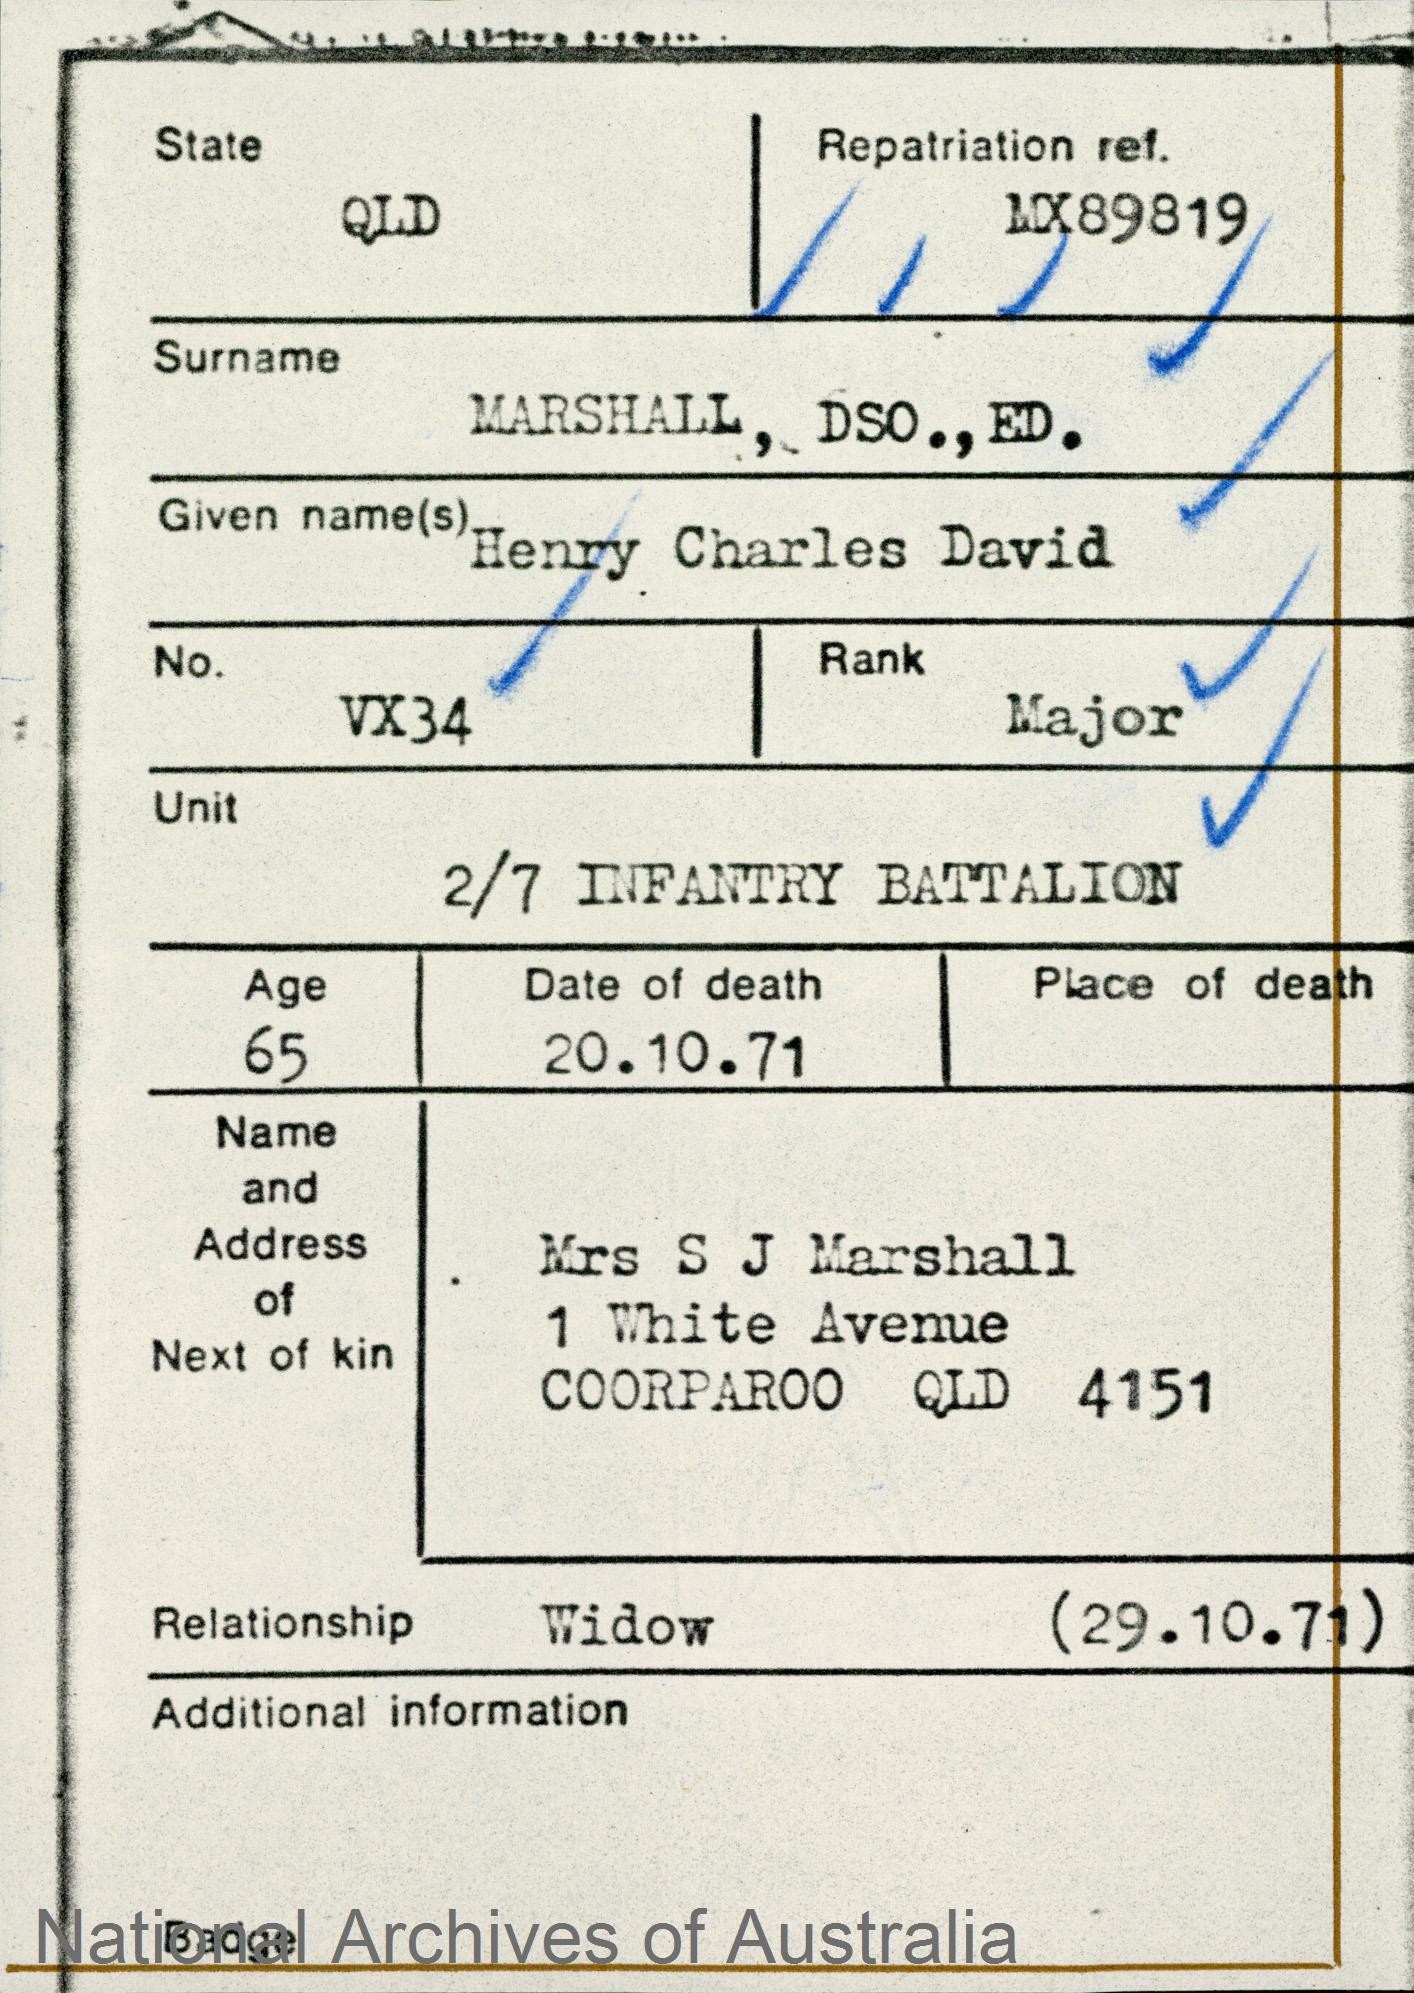 State
Repatriation ref.
QLD
MX89819
Surname
MARSHALL, DSO.,ED.
Given name(s)
Henry Charles David
No.
Rank
VX34
Major
Unit
2/7 INFANTRY BATTALION
Age
Date of death
Place of death
65
20.10.71
Name
and
Address
of
Next of kin
Mrs S J Marshall
1 White Avenue
COORPAROO QLD 4151
Relationship
Widow
(29.10.71)
Additional information
Badge
National Archives of Australia